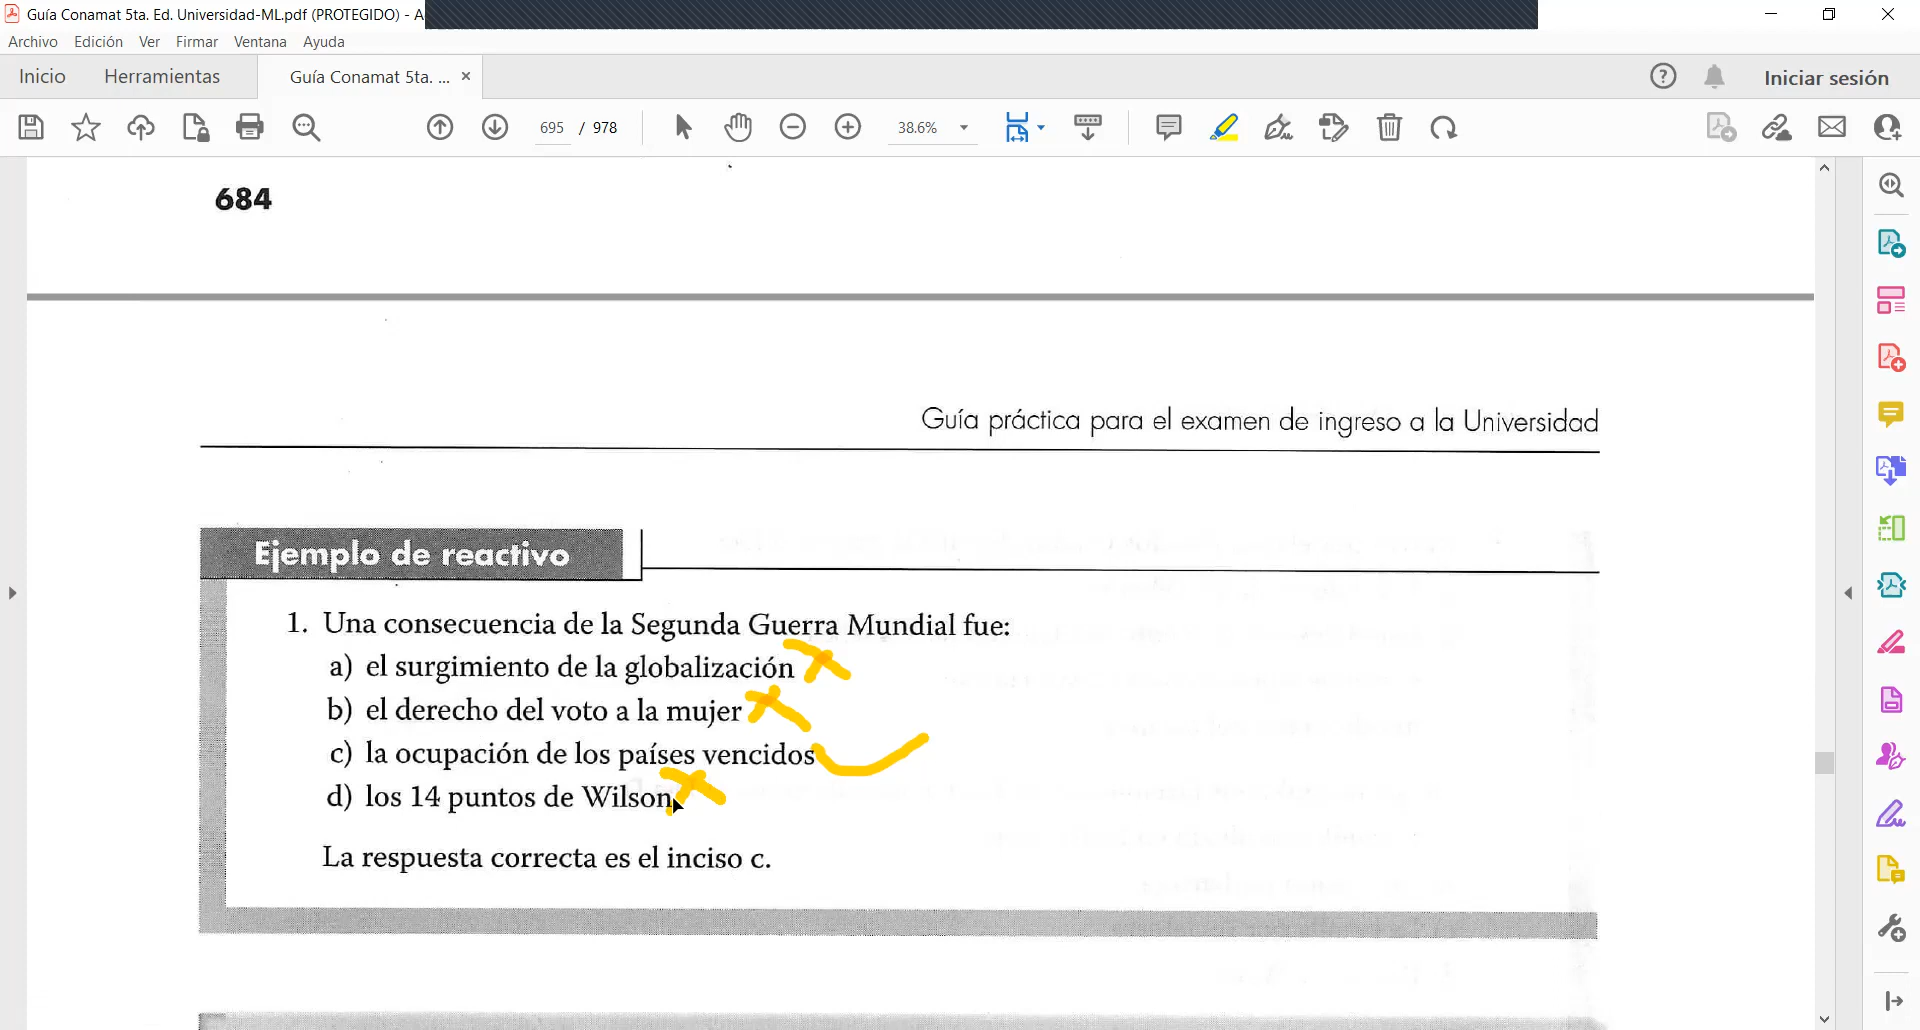 Guía Conamat 5ta. Ed. Universidad-ML.pdf (PROTEGIDO) - A
Archivo Edición Ver Firmar Ventana Ayuda
Inicio Herramientas Guía Conamat 5ta. ... × Iniciar sesión
695 / 978 38.6%
684
Guía práctica para el examen de ingreso a la Universidad
Ejemplo de reactivo
1. Una consecuencia de la Segunda Guerra Mundial fue:
a) el surgimiento de la globalización
b) el derecho del voto a la mujer
c) la ocupación de los países vencidos
d) los 14 puntos de Wilson
La respuesta correcta es el inciso c.